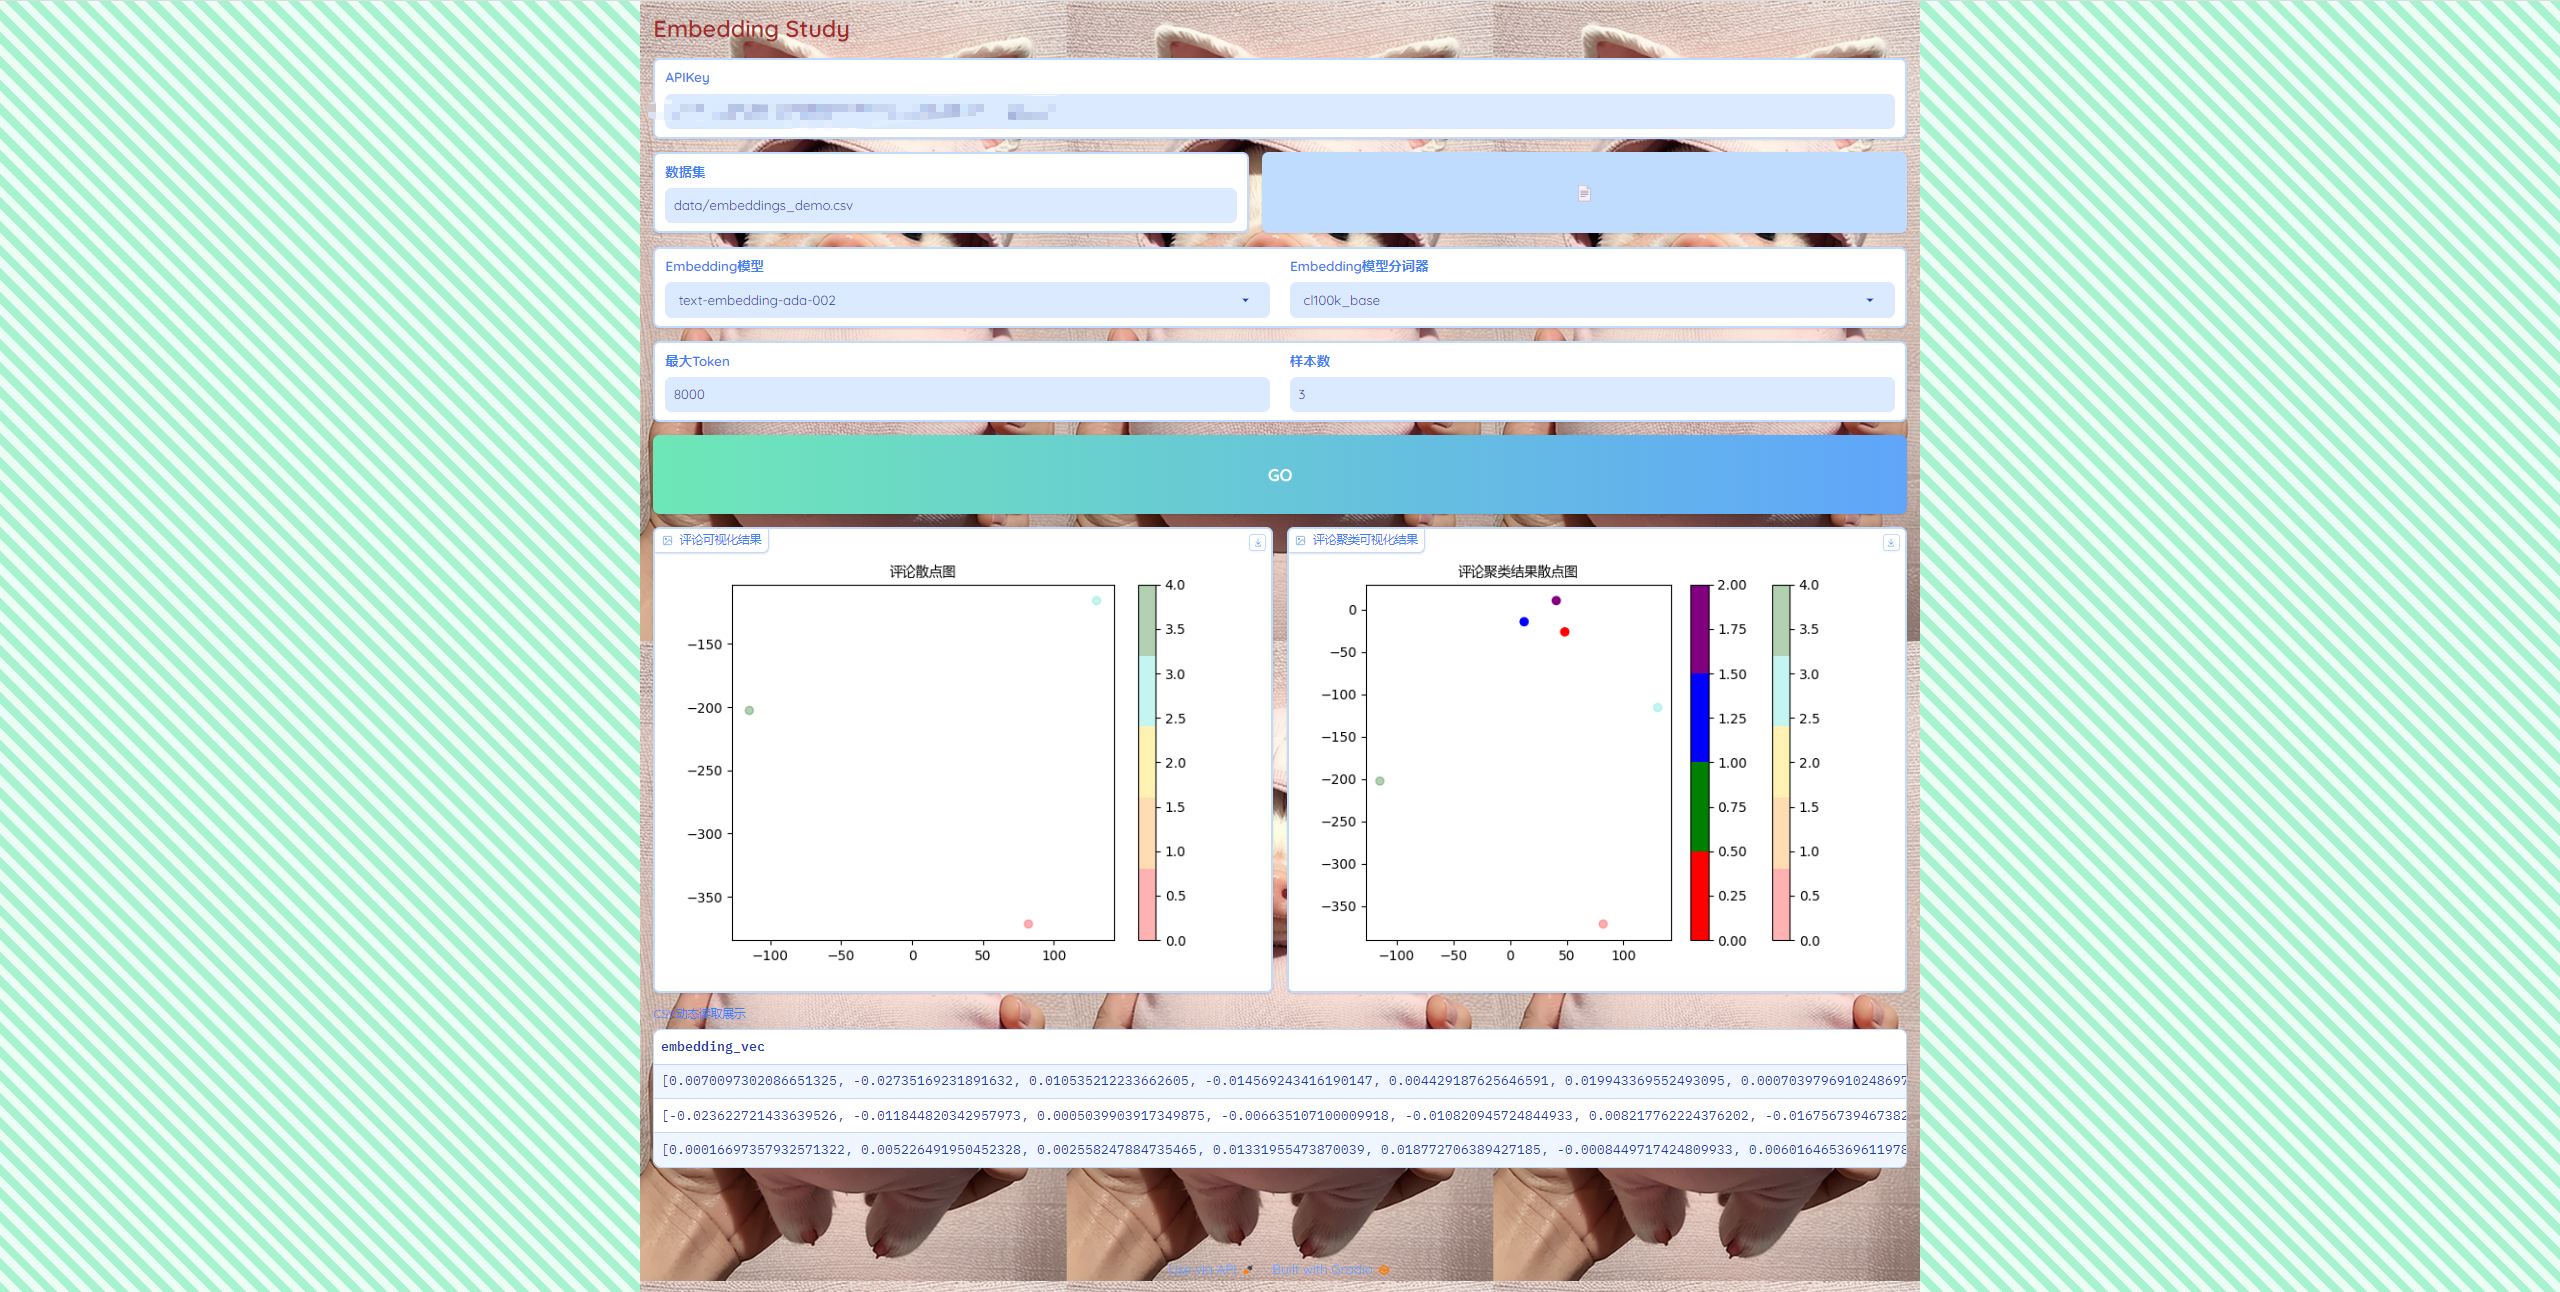 Embedding Study
APIKey
数据集
data/embeddings_demo.csv
Embedding模型
Embedding模型分词器
text-embedding-ada-002
cl100k_base
最大Token
样本数
8000
3
GO
评论可视化结果
评论散点图
−150
−200
−250
−300
−350
−100 −50 0 50 100
4.0
3.5
3.0
2.5
2.0
1.5
1.0
0.5
0.0
评论聚类可视化结果
评论聚类结果散点图
0
−50
−100
−150
−200
−250
−300
−350
−100 −50 0 50 100
2.00
1.75
1.50
1.25
1.00
0.75
0.50
0.25
0.00
4.0
3.5
3.0
2.5
2.0
1.5
1.0
0.5
0.0
CSV动态读取展示
embedding_vec
[0.0070097302086651325, -0.02735169231891632, 0.010535212233662605, -0.014569243416190147, 0.004429187625646591, 0.019943369552493095, 0.0007039796910248697
[-0.023622721433639526, -0.011844820342957973, 0.0005039903917349875, -0.006635107100009918, -0.010820945724844933, 0.008217762224376202, -0.016756739467382
[0.00016697357932571322, 0.005226491950452328, 0.002558247884735465, 0.01331955473870039, 0.018772706389427185, -0.0008449717424809933, 0.006016465369611978
Use via API
Built with Gradio